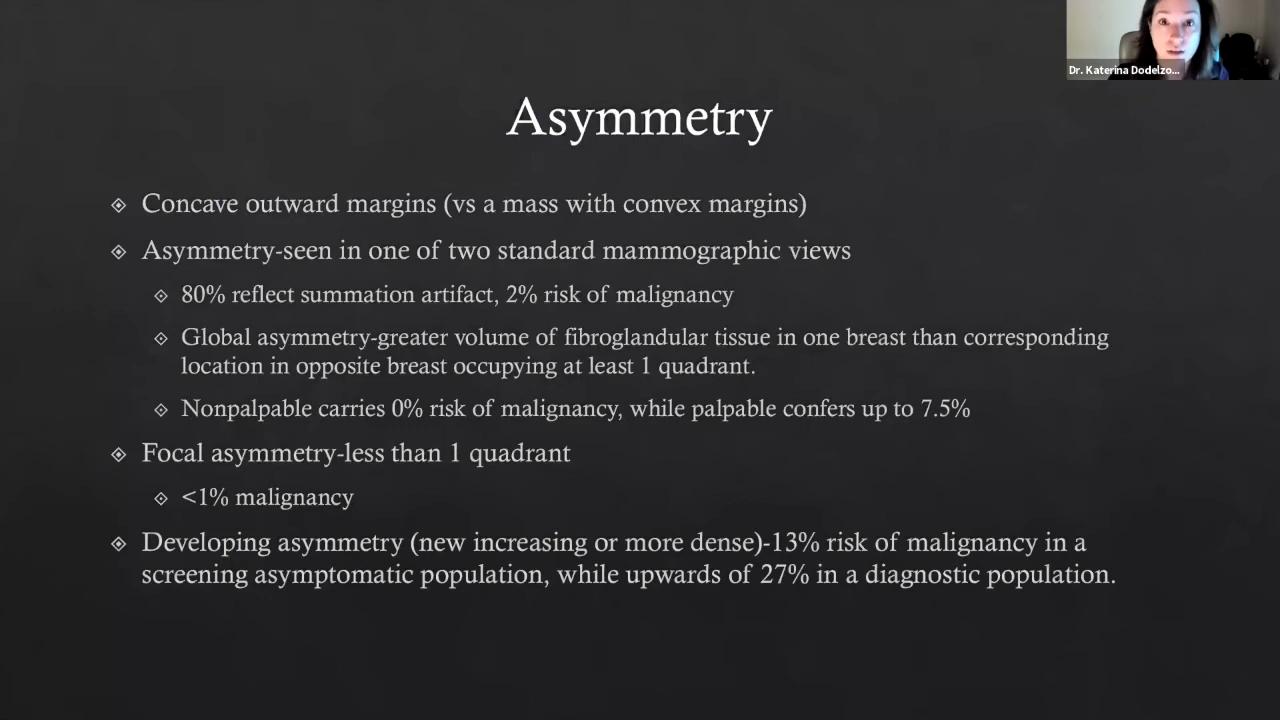 Dr. Katerina Dodelzo...
Asymmetry
Concave outward margins (vs a mass with convex margins)
Asymmetry-seen in one of two standard mammographic views
80% reflect summation artifact, 2% risk of malignancy
Global asymmetry-greater volume of fibroglandular tissue in one breast than corresponding
location in opposite breast occupying at least 1 quadrant.
Nonpalpable carries 0% risk of malignancy, while palpable confers up to 7.5%
Focal asymmetry-less than 1 quadrant
<1% malignancy
Developing asymmetry (new increasing or more dense)-13% risk of malignancy in a
screening asymptomatic population, while upwards of 27% in a diagnostic population.